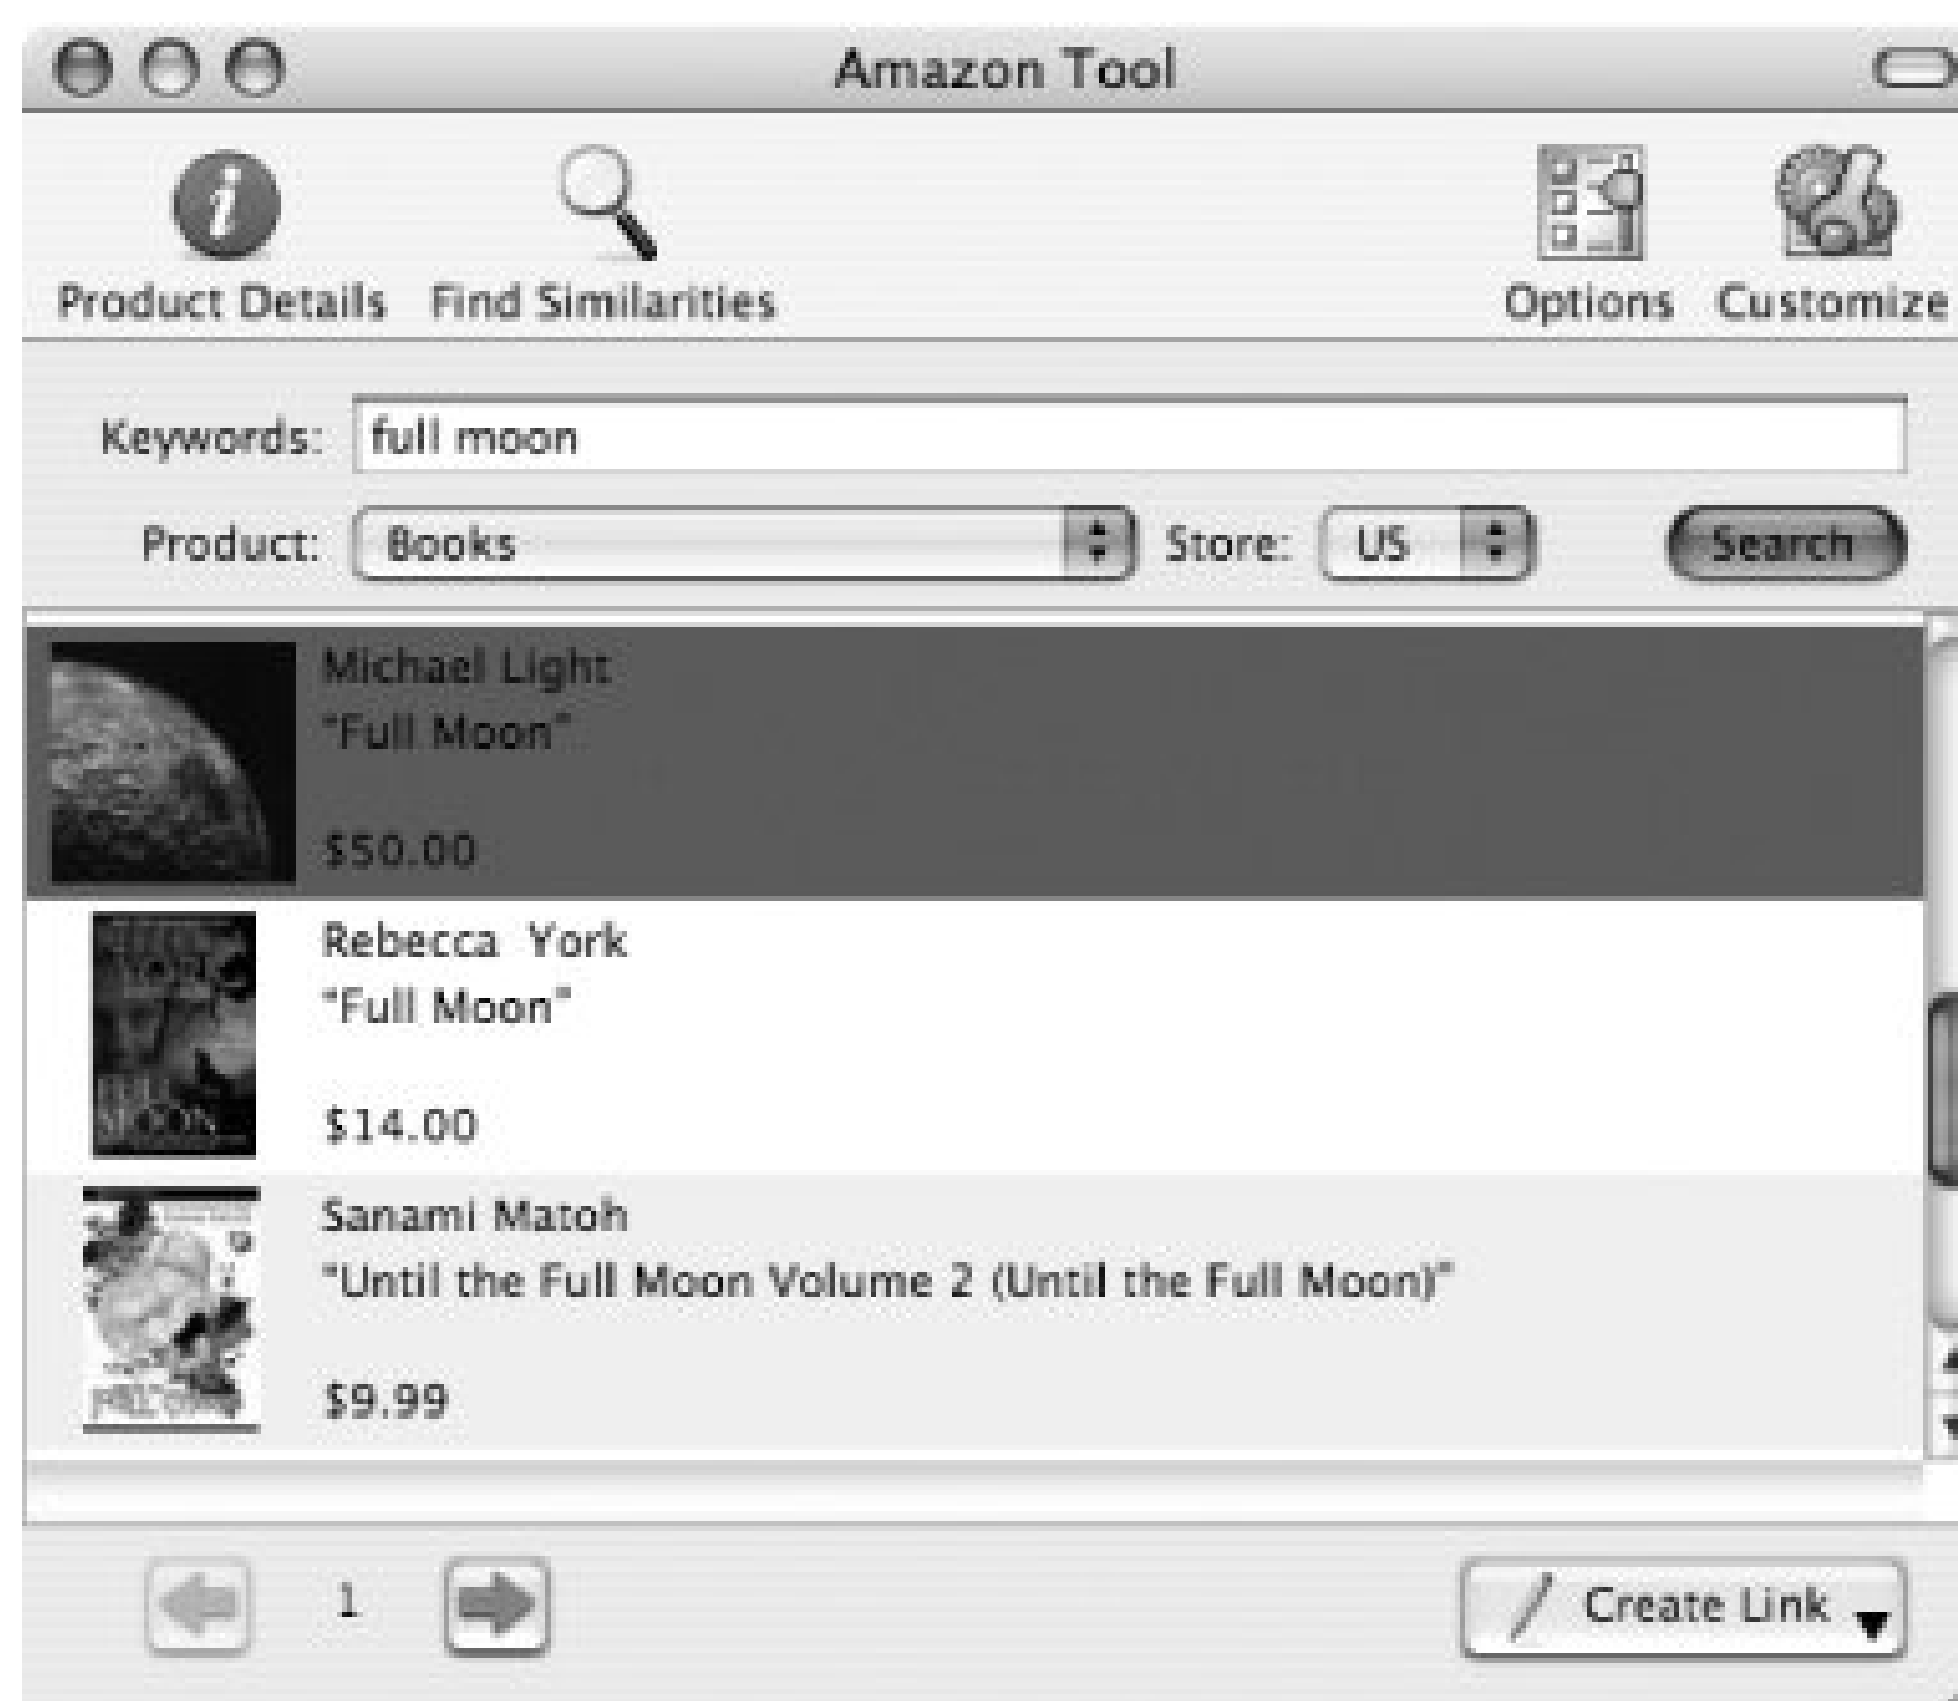 Amazon Tool
Product Details Find Similarities Options Customize
Keywords: full moon
Product: Books Store: US Search
Michael Light
"Full Moon"
$50.00
Rebecca York
"Full Moon"
$14.00
Sanami Matoh
"Until the Full Moon Volume 2 (Until the Full Moon)"
$9.99
1 Create Link